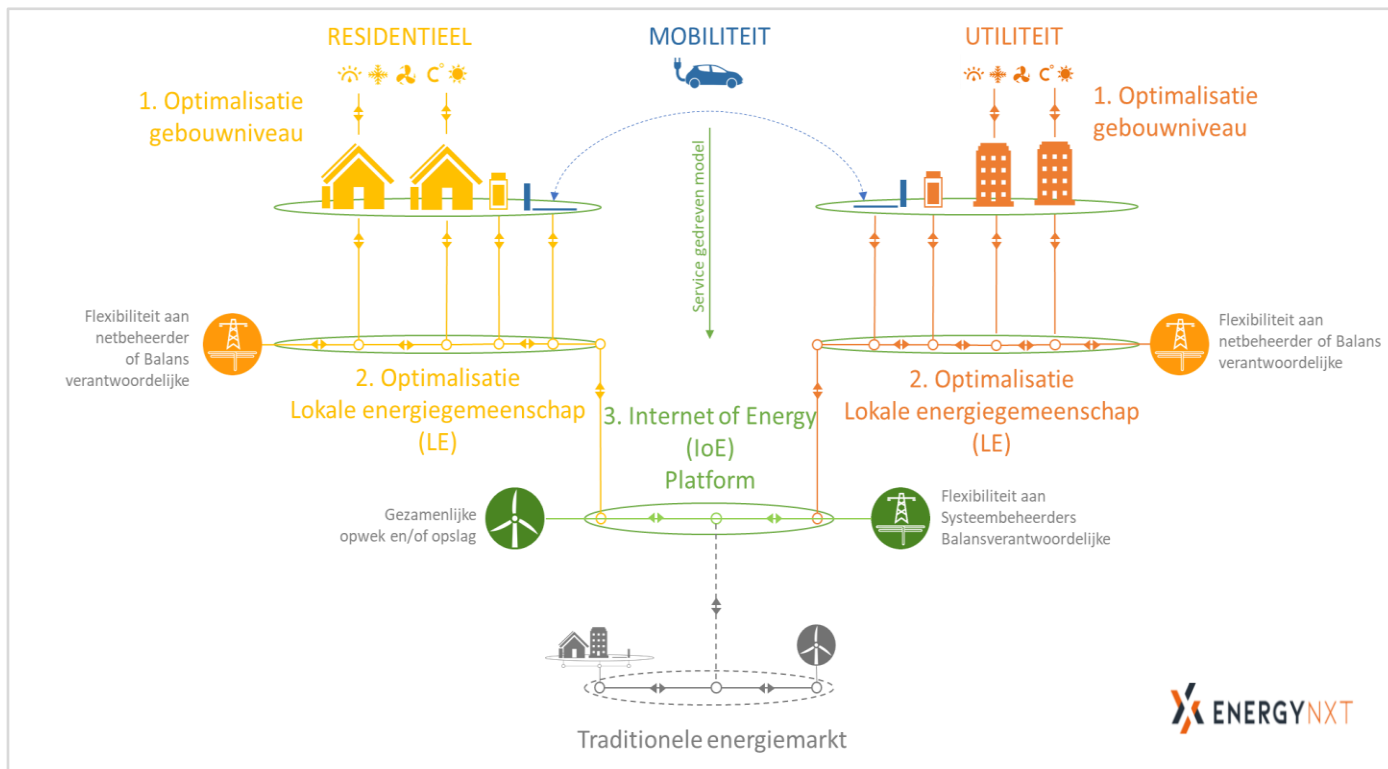 RESIDENTIEEL
MOBILITEIT
UTILITEIT
1. Optimalisatie
gebouwniveau
1. Optimalisatie
gebouwniveau
Service gedreven model
Flexibiliteit aan
netbeheerder
of Balans
verantwoordelijke
Flexibiliteit aan
netbeheerder of Balans
verantwoordelijke
2. Optimalisatie
Lokale energiegemeenschap
(LE)
3. Internet of Energy
(IoE)
Platform
2. Optimalisatie
Lokale energiegemeenschap
(LE)
Gezamenlijke
opwek en/of opslag
Flexibiliteit aan
Systeembeheerders
Balansverantwoordelijke
Traditionele energiemarkt
ENERGYNXT